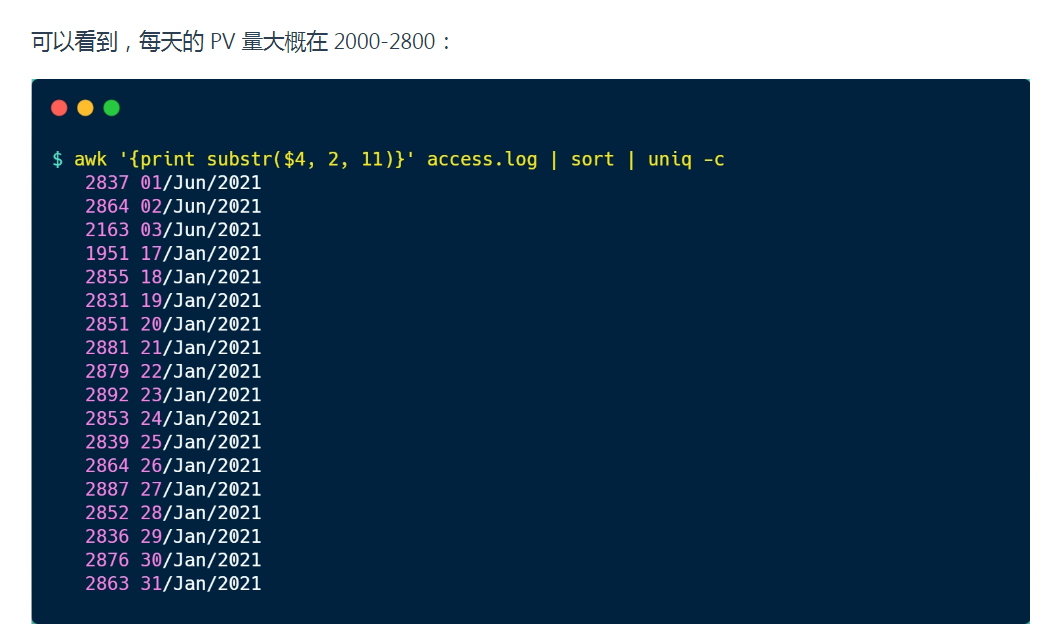 可以看到，每天的 PV 量大概在 2000-2800：
$ awk '{print substr($4, 2, 11)}' access.log | sort | uniq -c
2837 01/Jun/2021
2864 02/Jun/2021
2163 03/Jun/2021
1951 17/Jan/2021
2855 18/Jan/2021
2831 19/Jan/2021
2851 20/Jan/2021
2881 21/Jan/2021
2879 22/Jan/2021
2892 23/Jan/2021
2853 24/Jan/2021
2839 25/Jan/2021
2864 26/Jan/2021
2887 27/Jan/2021
2852 28/Jan/2021
2836 29/Jan/2021
2876 30/Jan/2021
2863 31/Jan/2021